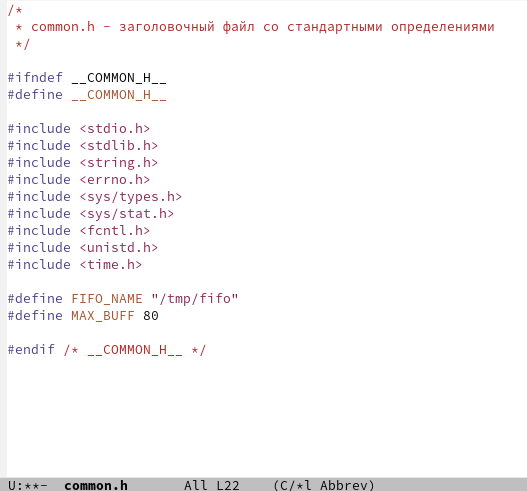 /*
 * common.h - заголовочный файл со стандартными определениями
 */
#ifndef __COMMON_H__
#define __COMMON_H__
#include <stdio.h>
#include <stdlib.h>
#include <string.h>
#include <errno.h>
#include <sys/types.h>
#include <sys/stat.h>
#include <fcntl.h>
#include <unistd.h>
#include <time.h>
#define FIFO_NAME "/tmp/fifo"
#define MAX_BUFF 80
#endif /* __COMMON_H__ */
U:**-  common.h       All L22    (C/*l Abbrev)